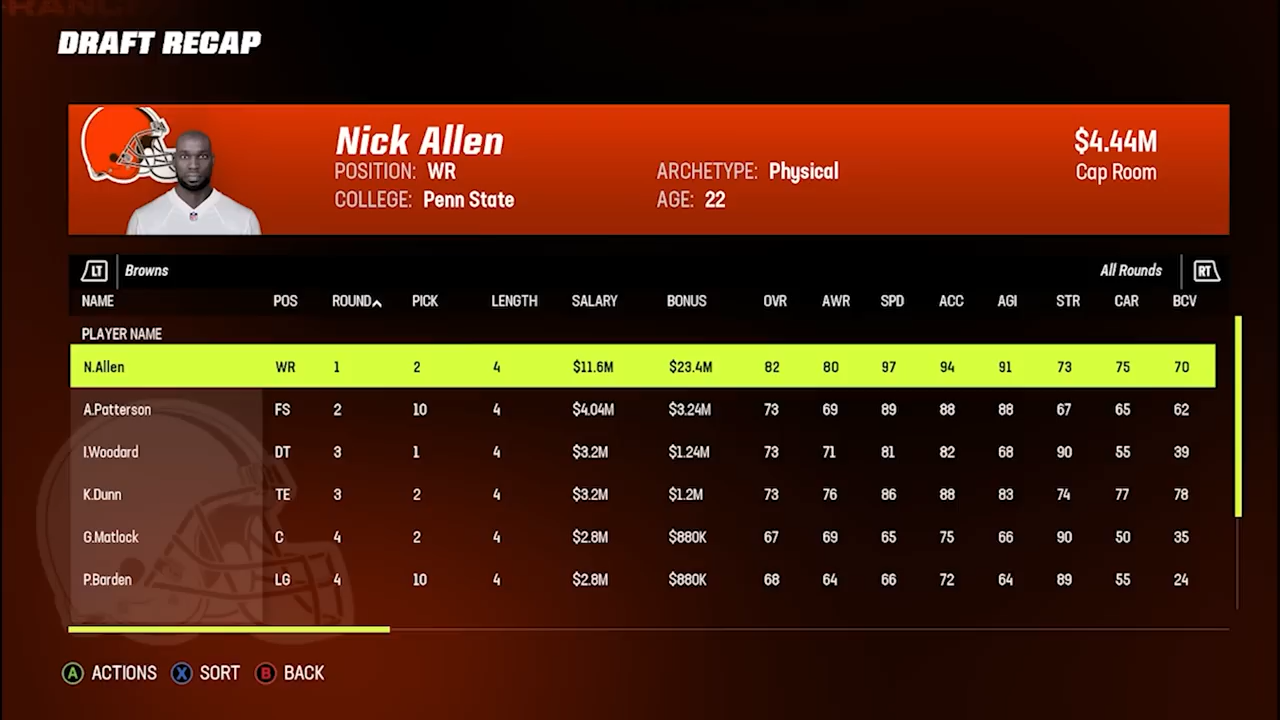 DRAFT RECAP
Nick Allen
POSITION: WR
COLLEGE: Penn State
ARCHETYPE: Physical
AGE: 22
$4.44M
Cap Room
LT Browns All Rounds RT
NAME POS ROUND PICK LENGTH SALARY BONUS OVR AWR SPD ACC AGI STR CAR BCV
PLAYER NAME
N.Allen WR 1 2 4 $11.6M $23.4M 82 80 97 94 91 73 75 70
A.Patterson FS 2 10 4 $4.04M $3.24M 73 69 89 88 88 67 65 62
I.Woodard DT 3 1 4 $3.2M $1.24M 73 71 81 82 68 90 55 39
K.Dunn TE 3 2 4 $3.2M $1.2M 73 76 86 88 83 74 77 78
G.Matlock C 4 2 4 $2.8M $880K 67 69 65 75 66 90 50 35
P.Barden LG 4 10 4 $2.8M $880K 68 64 66 72 64 89 55 24
A ACTIONS X SORT B BACK